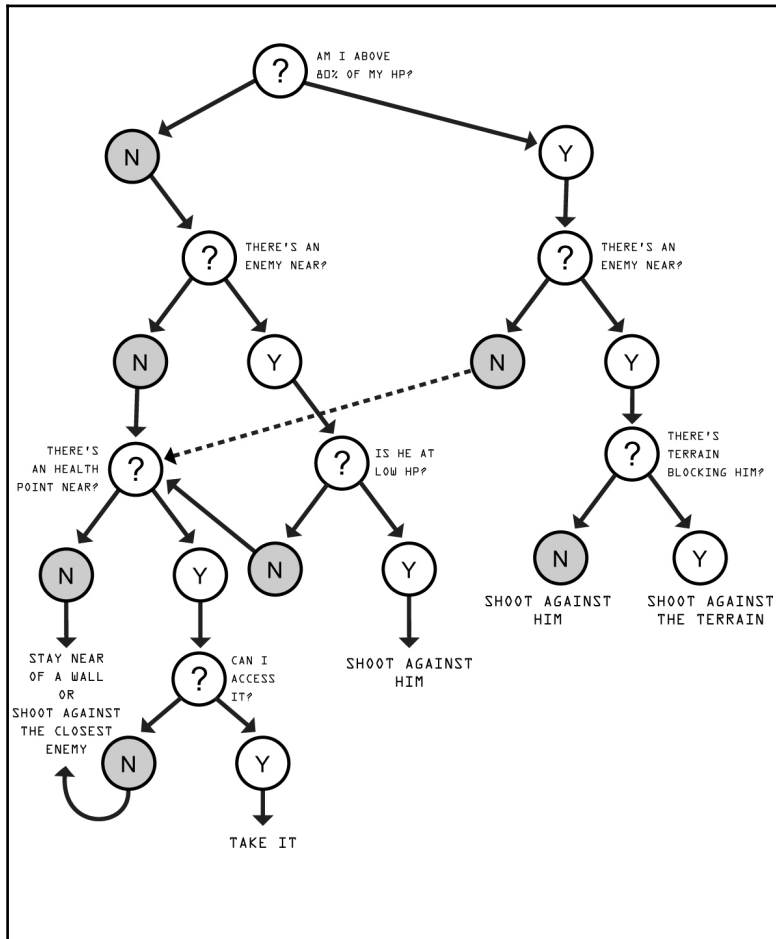 ?
AM I ABOVE
80% OF MY HP?
N
Y
?
THERE'S AN
ENEMY NEAR?
?
THERE'S AN
ENEMY NEAR?
N
Y
N
Y
THERE'S
AN HEALTH
POINT NEAR?
?
?
IS HE AT
LOW HP?
?
THERE'S
TERRAIN
BLOCKING HIM?
N
Y
N
Y
N
Y
SHOOT AGAINST
HIM
SHOOT AGAINST
THE TERRAIN
STAY NEAR
OF A WALL
OR
SHOOT AGAINST
THE CLOSEST
ENEMY
?
CAN I
ACCESS
IT?
SHOOT AGAINST
HIM
N
Y
TAKE IT